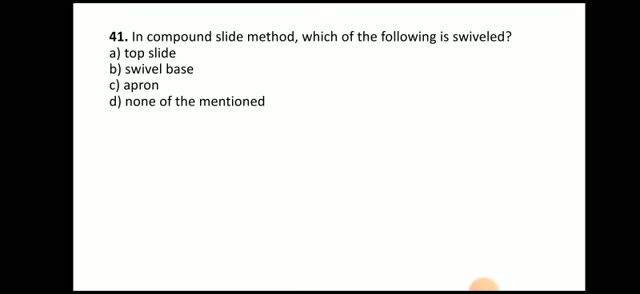 41. In compound slide method, which of the following is swiveled?
a) top slide
b) swivel base
c) apron
d) none of the mentioned